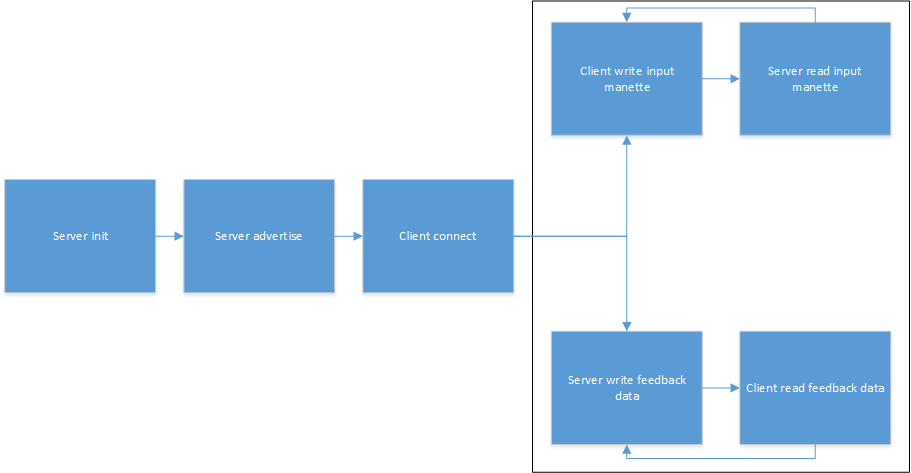 Client write input
manette
Server read input
manette
Server init
Server advertise
Client connect
Server write feedback
data
Client read feedback data